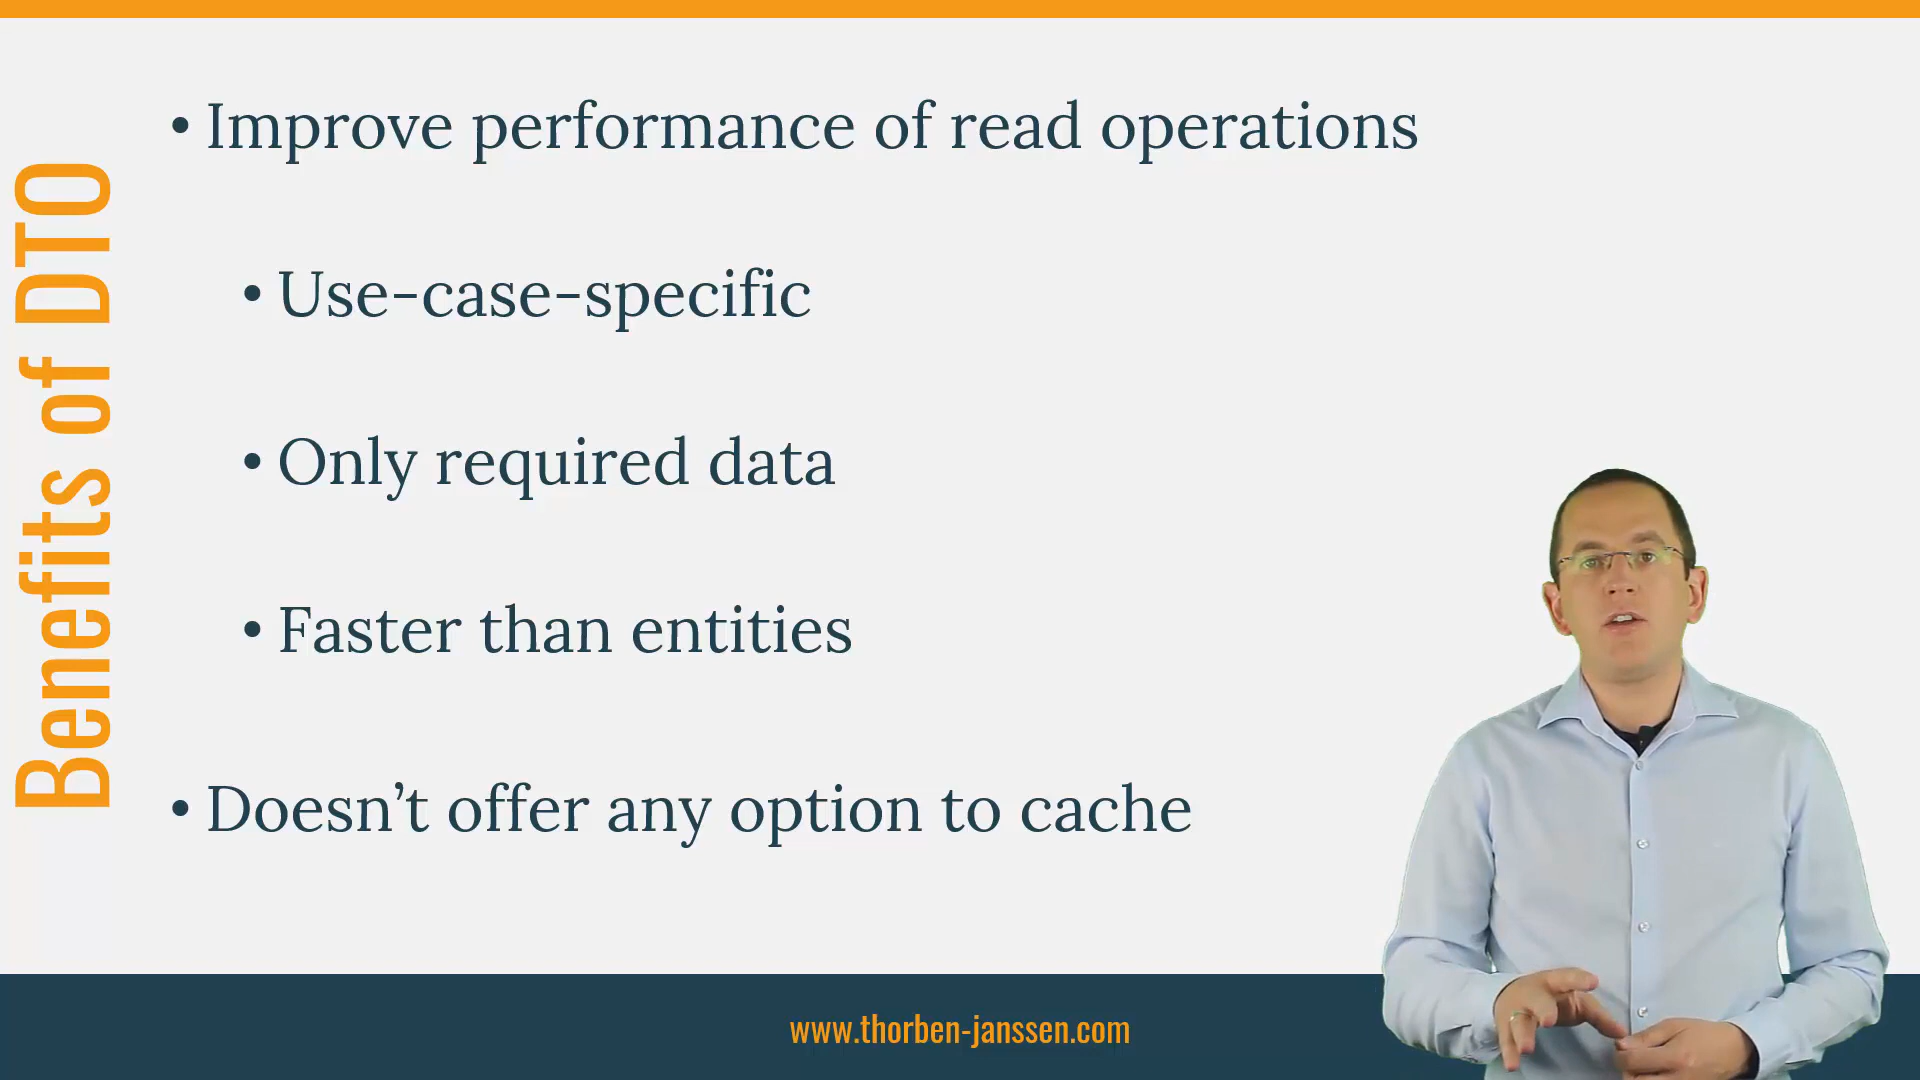 Benefits of DTO
• Improve performance of read operations
• Use-case-specific
• Only required data
• Faster than entities
• Doesn’t offer any option to cache
www.thorben-janssen.com